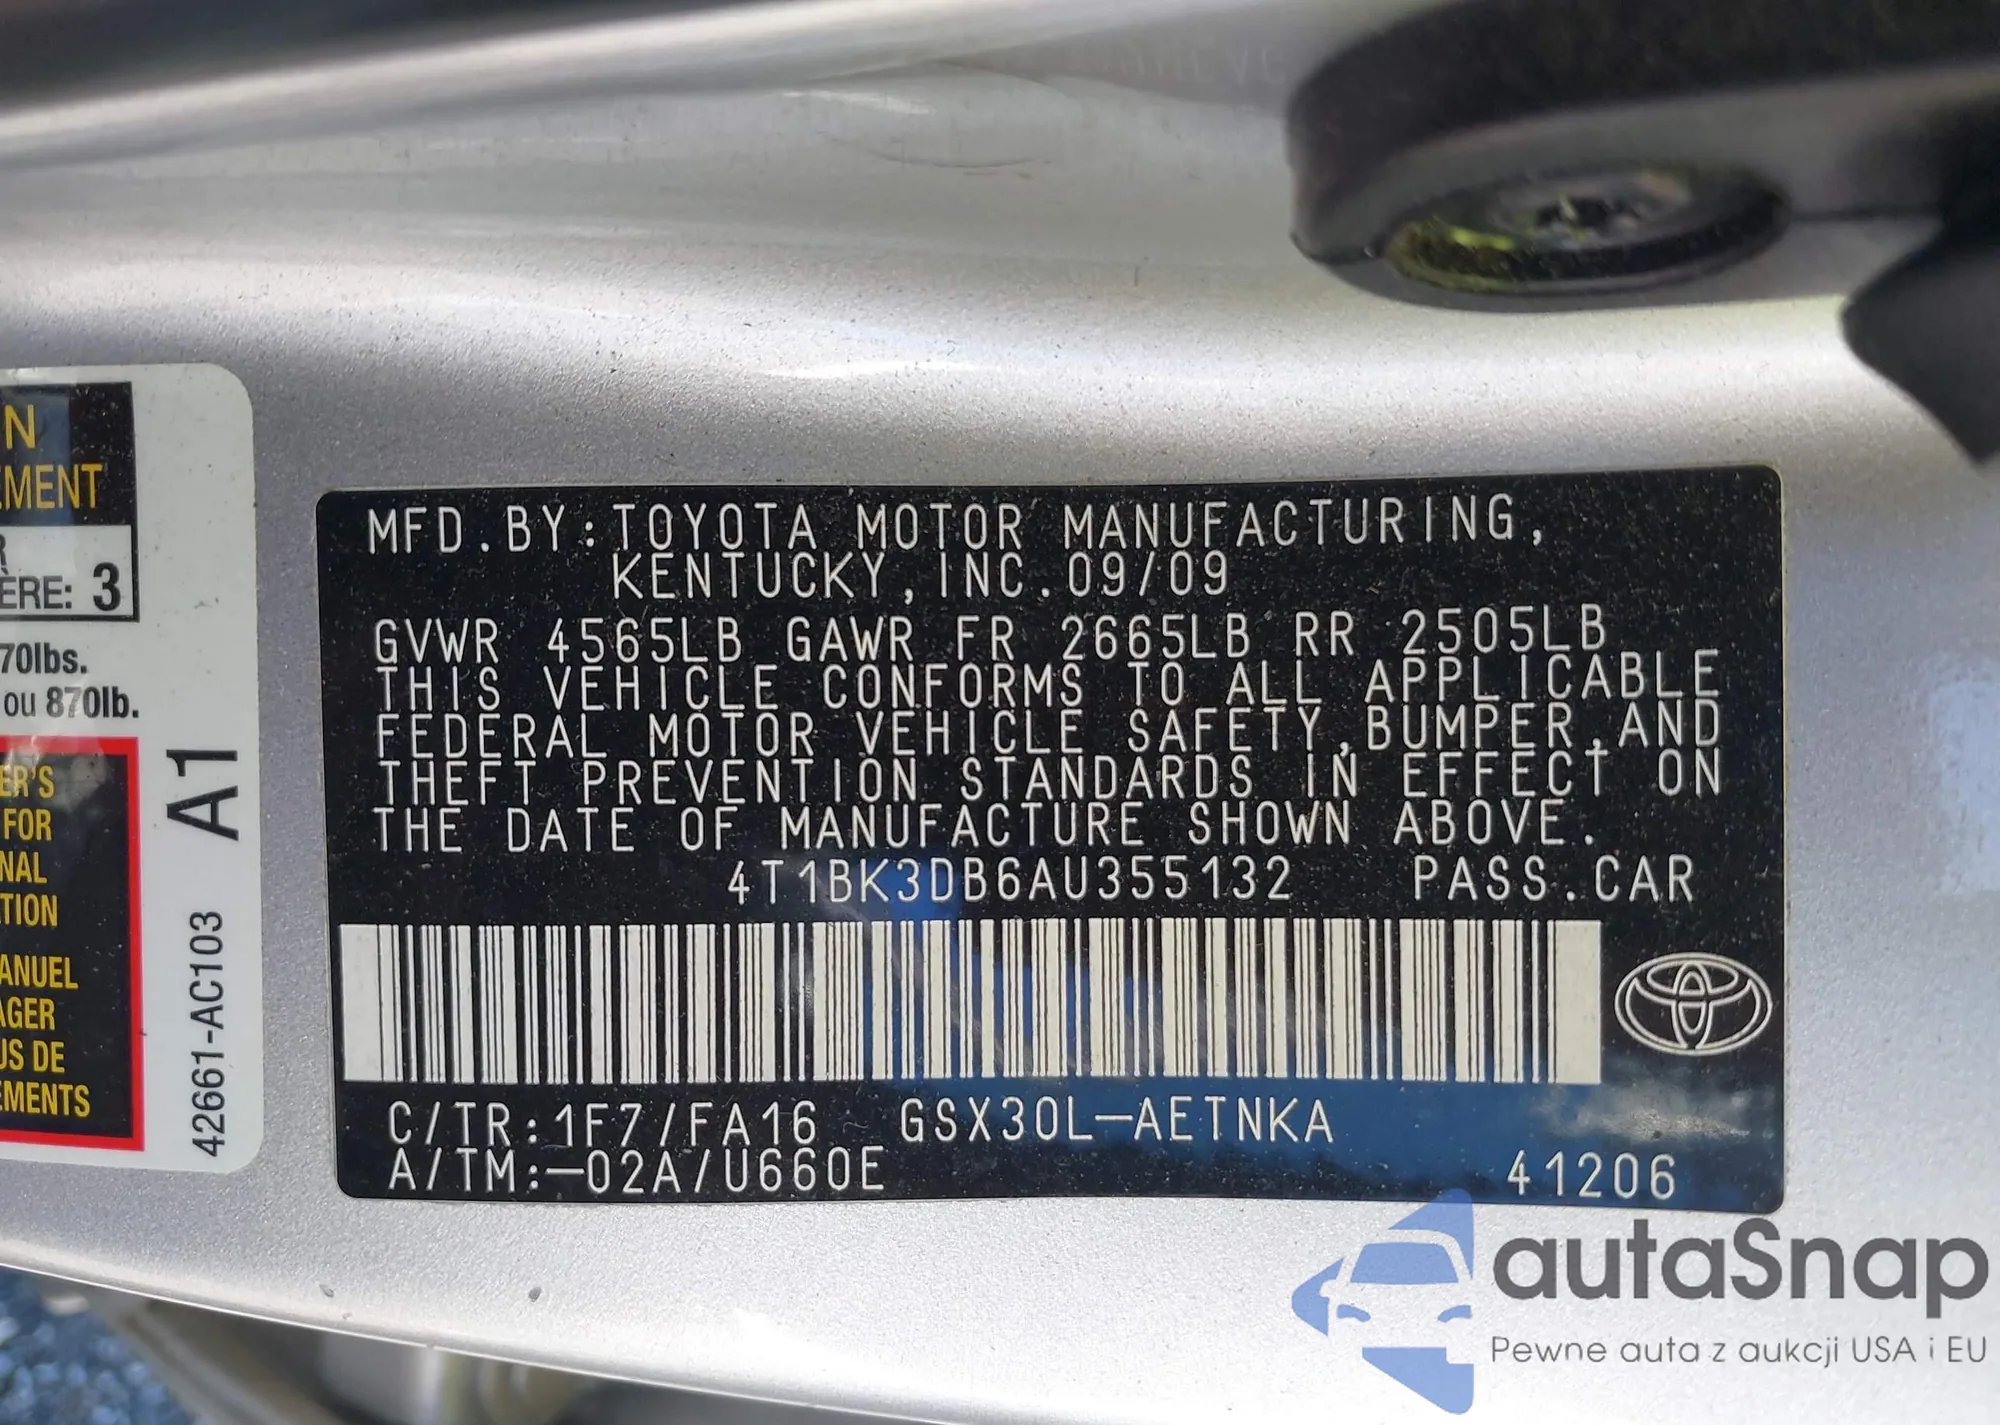 N
EMENT
R
ÈRE: 3
70lbs.
ou 870lb.
ER'S
FOR
NAL
TION
ANUEL
AGER
US DE
EMENTS
A1
42661-AC103
MFD.BY:TOYOTA MOTOR MANUFACTURING,
KENTUCKY,INC.09/09
GVWR 4565LB GAWR FR 2665LB RR 2505LB
THIS VEHICLE CONFORMS TO ALL APPLICABLE
FEDERAL MOTOR VEHICLE SAFETY,BUMPER,AND
THEFT PREVENTION STANDARDS IN EFFECT ON
THE DATE OF MANUFACTURE SHOWN ABOVE.
4T1BK3DB6AU355132 PASS.CAR
C/TR:1F7/FA16 GSX30L-AETNKA
A/TM:-02A/U660E 41206
autaSnap
Pewne auta z aukcji USA i EU